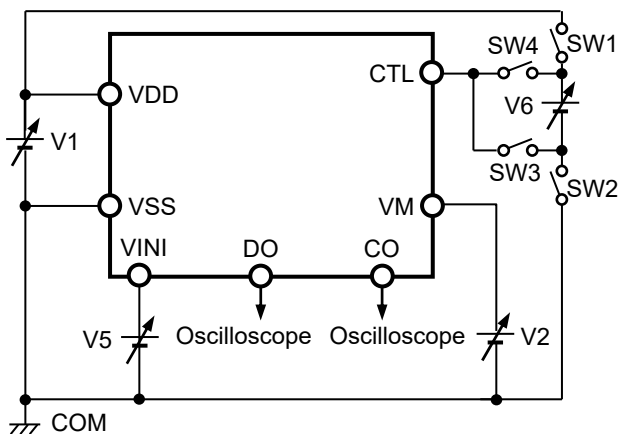 SW1
SW4
CTL
VDD
V6
V1
SW3
SW2
VSS
VM
VINI
DO
CO
V5
Oscilloscope
Oscilloscope
V2
COM